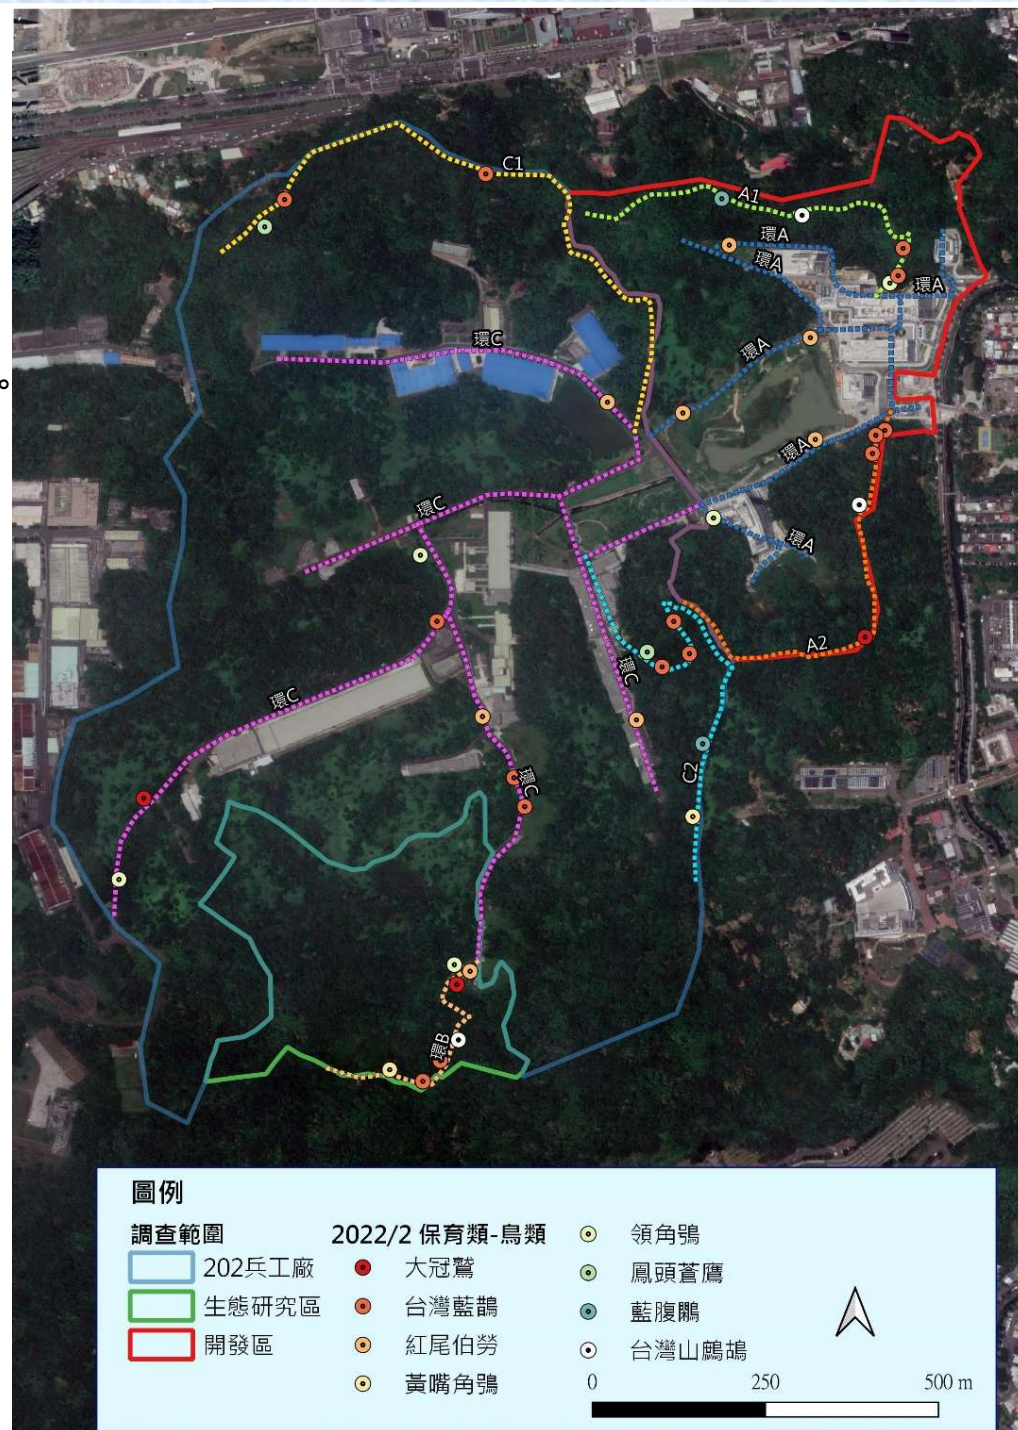 C1
A1
環A
環A
環A
環C
環A
環A
環C
環A
A2
環C
環C
C2
環C
環B
。
圖例
調查範圍
202兵工廠
生態研究區
開發區
2022/2 保育類-鳥類
大冠鷲
台灣藍鵲
紅尾伯勞
黃嘴角鴞
領角鴞
鳳頭蒼鷹
藍腹鷴
台灣山鷓鴣
0 250 500 m